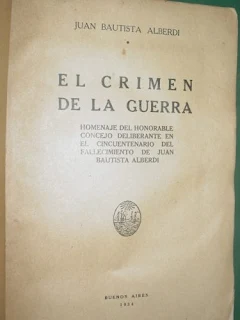 JUAN BAUTISTA ALBERDI
EL CRIMEN
DE LA GUERRA
HOMENAJE DEL HONORABLE
CONCEJO DELIBERANTE EN
EL CINCUENTENARIO DEL
FALLECIMIENTO DE JUAN
BAUTISTA ALBERDI
BUENOS AIRES
1934